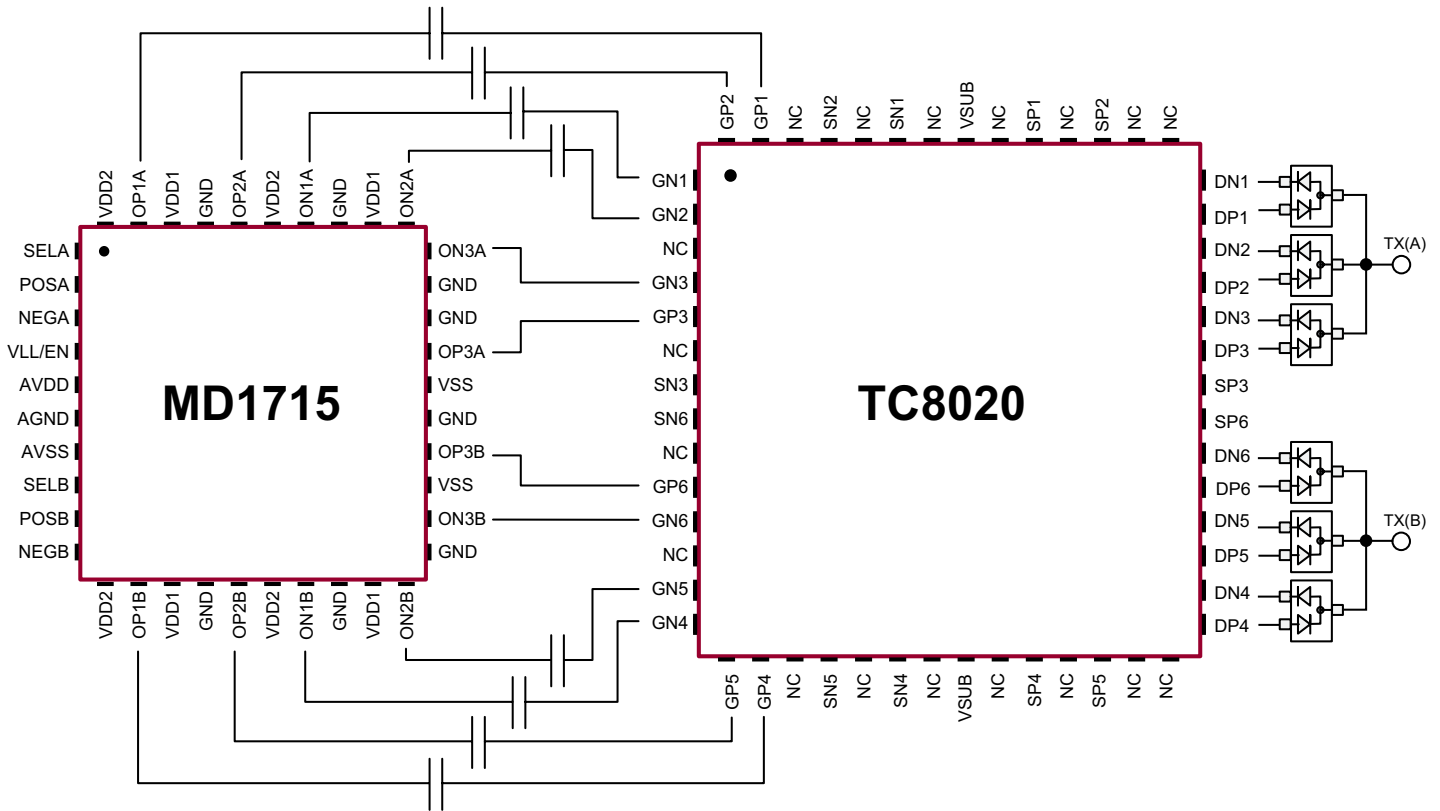 GP2
GP1
NC
SN2
NC
SN1
NC
VSUB
NC
SP1
NC
SP2
NC
NC
VDD2
OP1A
VDD1
GND
OP2A
VDD2
ON1A
GND
VDD1
ON2A
SELA
POSA
NEGA
VLL/EN
AVDD
AGND
AVSS
SELB
POSB
NEGB
MD1715
ON3A
GND
GND
OP3A
VSS
GND
OP3B
VSS
ON3B
GND
VDD2
OP1B
VDD1
GND
OP2B
VDD2
ON1B
GND
VDD1
ON2B
GN1
GN2
NC
GN3
GP3
NC
SN3
SN6
NC
GP6
GN6
NC
GN5
GN4
TC8020
DN1
DP1
DN2
DP2
DN3
DP3
SP3
SP6
DN6
DP6
DN5
DP5
DN4
DP4
TX(A)
TX(B)
GP5
GP4
NC
SN5
NC
SN4
NC
VSUB
NC
SP4
NC
SP5
NC
NC